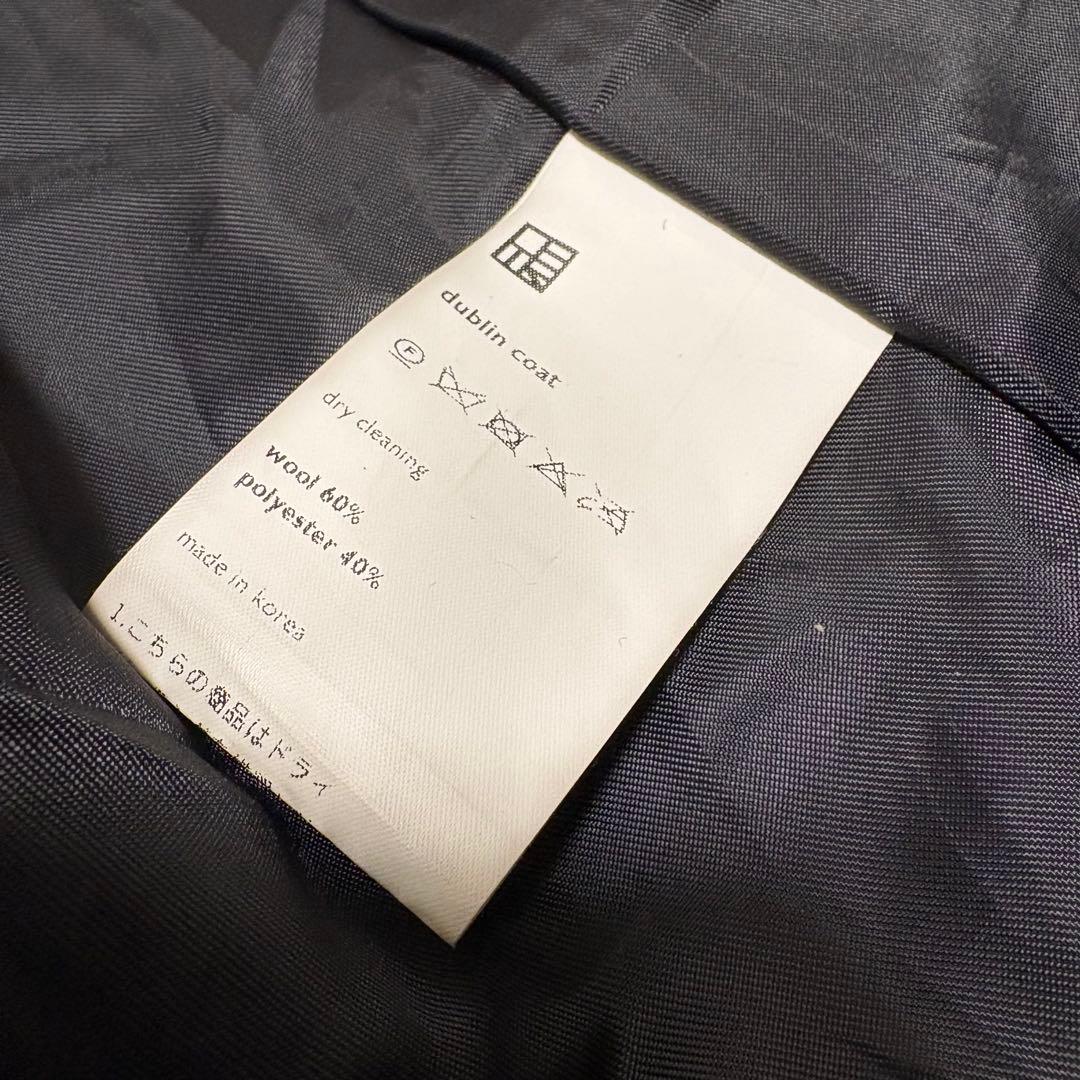 dublin coat
F
dry cleaning
wool 60%
polyester 40%
made in korea
1.こちらの商品はドライ